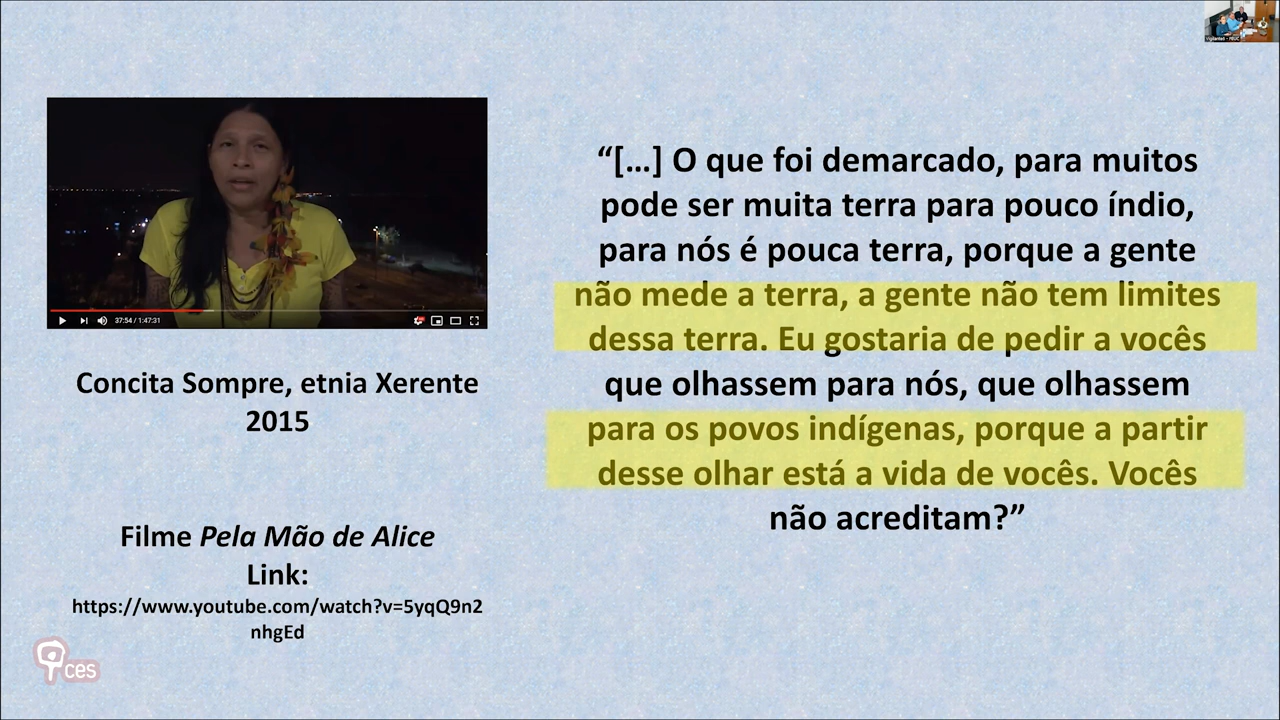 Vigilantes - FEUC
37:54 / 1:47:31
Concita Sompre, etnia Xerente
2015
Filme Pela Mão de Alice
Link:
https://www.youtube.com/watch?v=5yqQ9n2
nhgEd
ces
“[…] O que foi demarcado, para muitos
pode ser muita terra para pouco índio,
para nós é pouca terra, porque a gente
não mede a terra, a gente não tem limites
dessa terra. Eu gostaria de pedir a vocês
que olhassem para nós, que olhassem
para os povos indígenas, porque a partir
desse olhar está a vida de vocês. Vocês
não acreditam?”